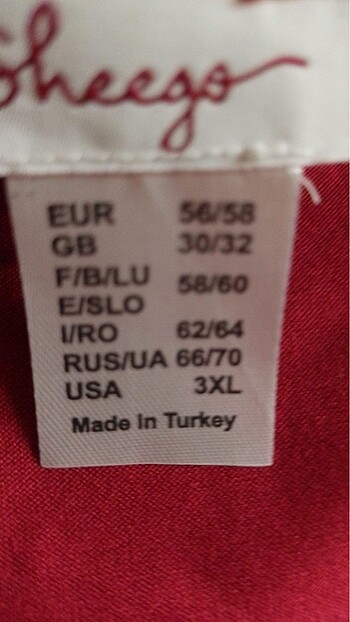 Sheego
EUR 56/58
GB 30/32
F/B/LU 58/60
E/SLO
I/RO 62/64
RUS/UA 66/70
USA 3XL
Made in Turkey